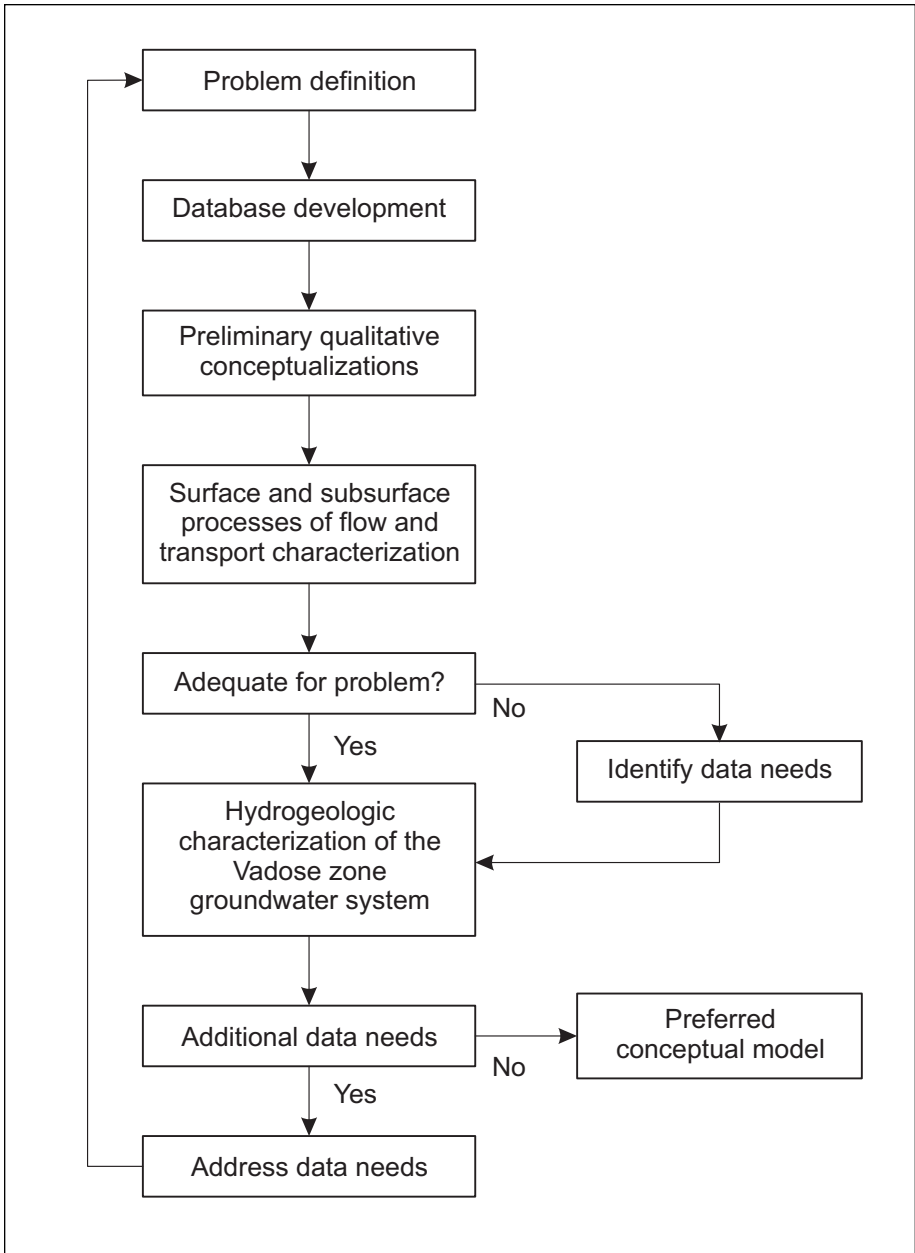 Problem definition
Database development
Preliminary qualitative
conceptualizations
Surface and subsurface
processes of flow and
transport characterization
Adequate for problem?
No
Yes
Identify data needs
Hydrogeologic
characterization of the
Vadose zone
groundwater system
Additional data needs
No
Preferred
conceptual model
Yes
Address data needs